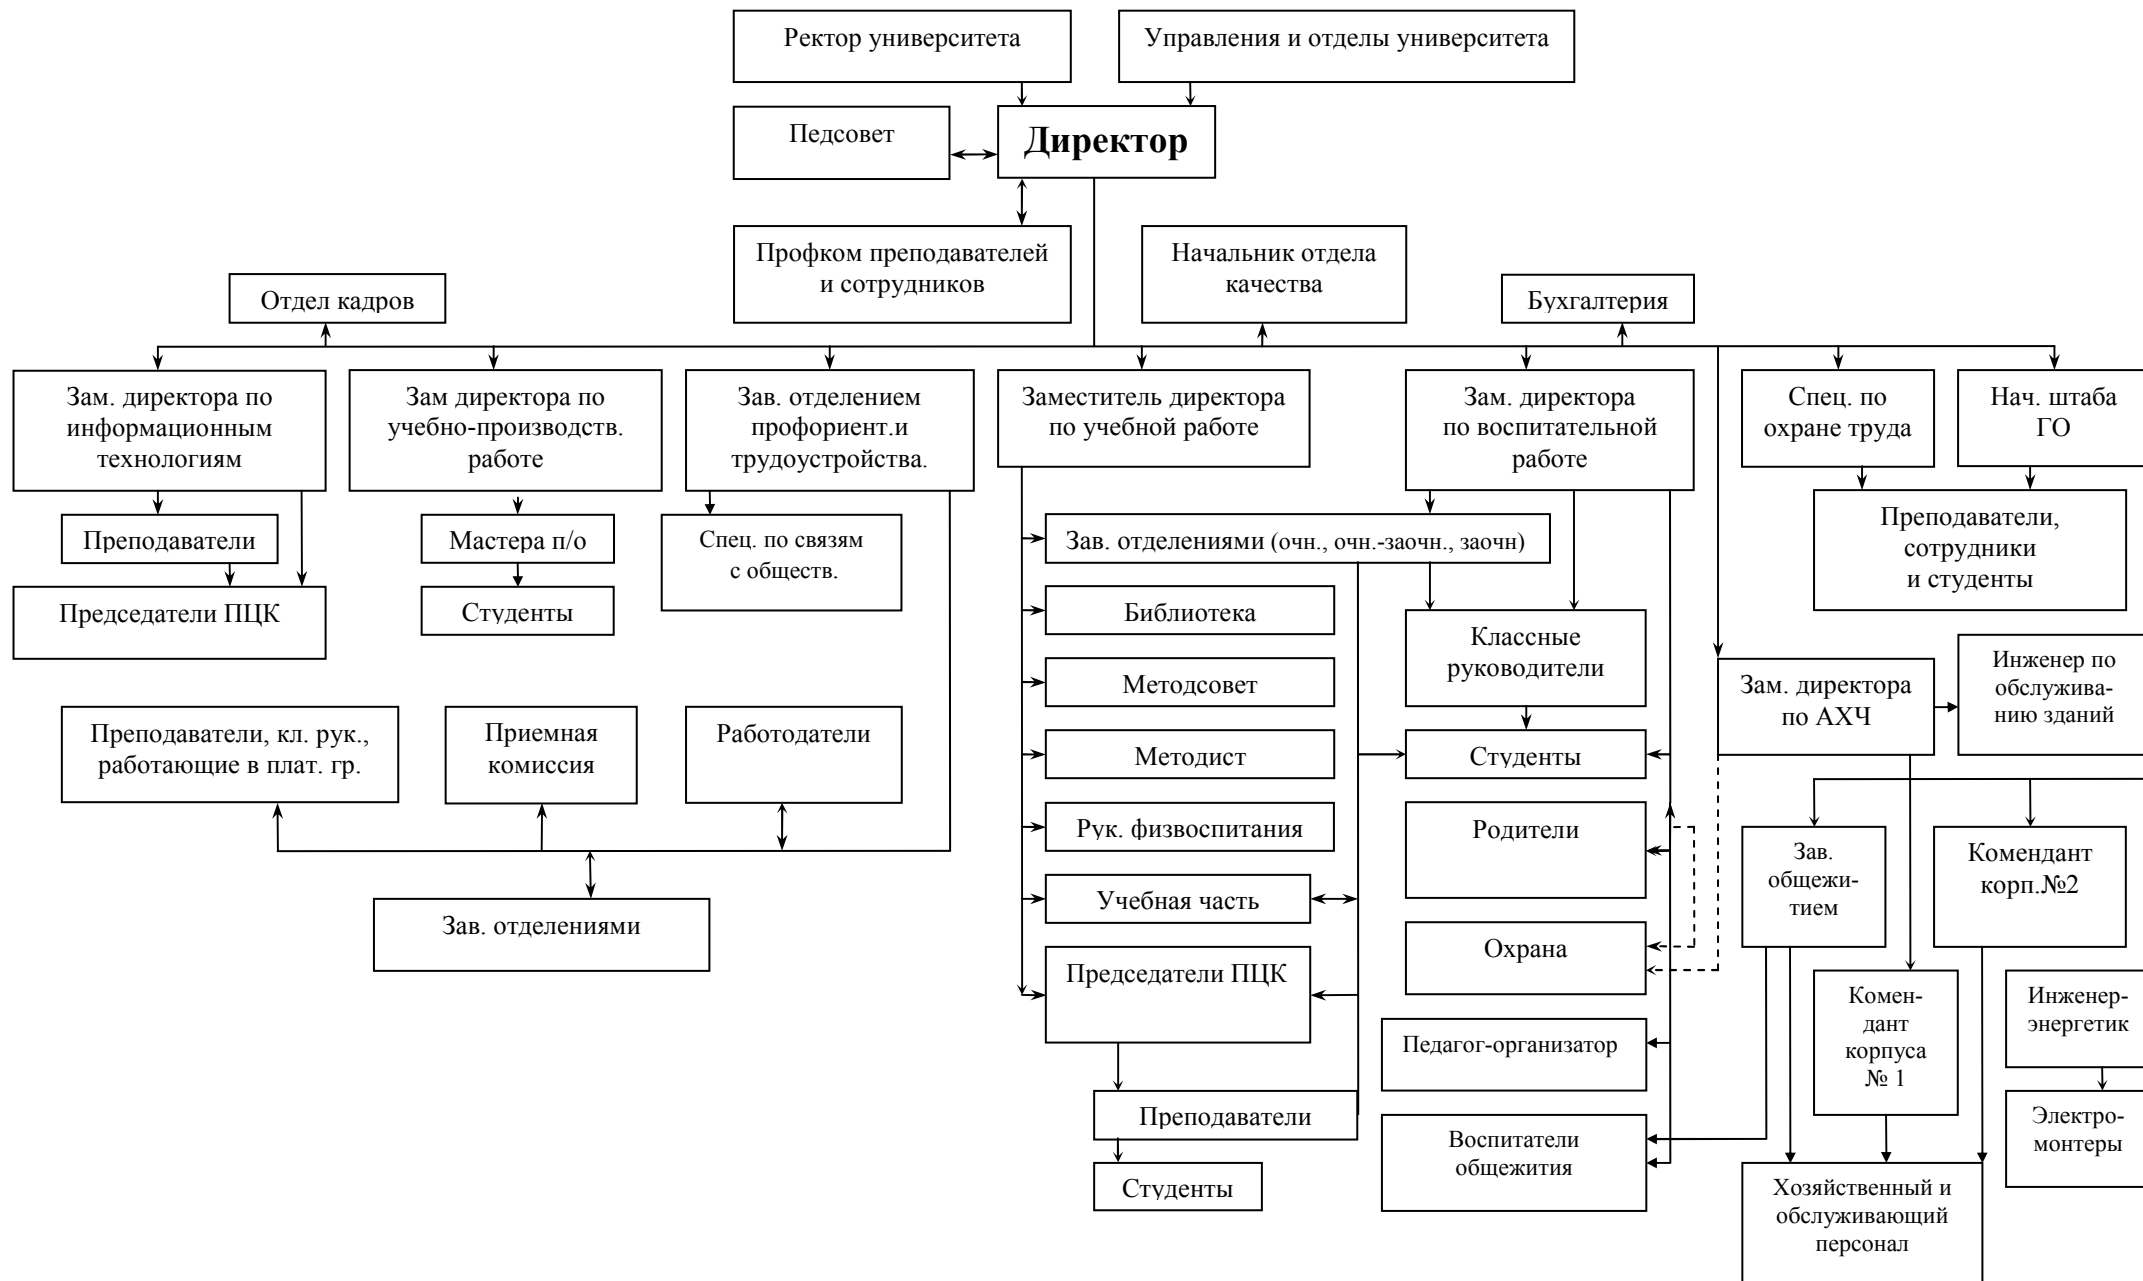 Ректор университета
Управления и отделы университета
Педсовет
Директор
Профком преподавателей
и сотрудников
Начальник отдела
качества
Отдел кадров
Бухгалтерия
Зам. директора по
информационным
технологиям
Зам директора по
учебно-производств.
работе
Зав. отделением
профориент.и
трудоустройства.
Заместитель директора
по учебной работе
Зам. директора
по воспитательной
работе
Спец. по
охране труда
Нач. штаба
ГО
Преподаватели
Председатели ПЦК
Мастера п/о
Студенты
Спец. по связям
с обществ.
Зав. отделениями (очн., очн.-заочн., заочн)
Преподаватели,
сотрудники
и студенты
Библиотека
Классные
руководители
Методсовет
Зам. директора
по АХЧ
Инженер по
обслужива-
нию зданий
Преподаватели, кл. рук.,
работающие в плат. гр.
Приемная
комиссия
Работодатели
Методист
Студенты
Рук. физвоспитания
Родители
Зав.
общежи-
тием
Комендант
корп.№2
Зав. отделениями
Учебная часть
Охрана
Председатели ПЦК
Комен-
дант
корпуса
№ 1
Инженер-
энергетик
Педагог-организатор
Преподаватели
Воспитатели
общежития
Электро-
монтеры
Студенты
Хозяйственный и
обслуживающий
персонал